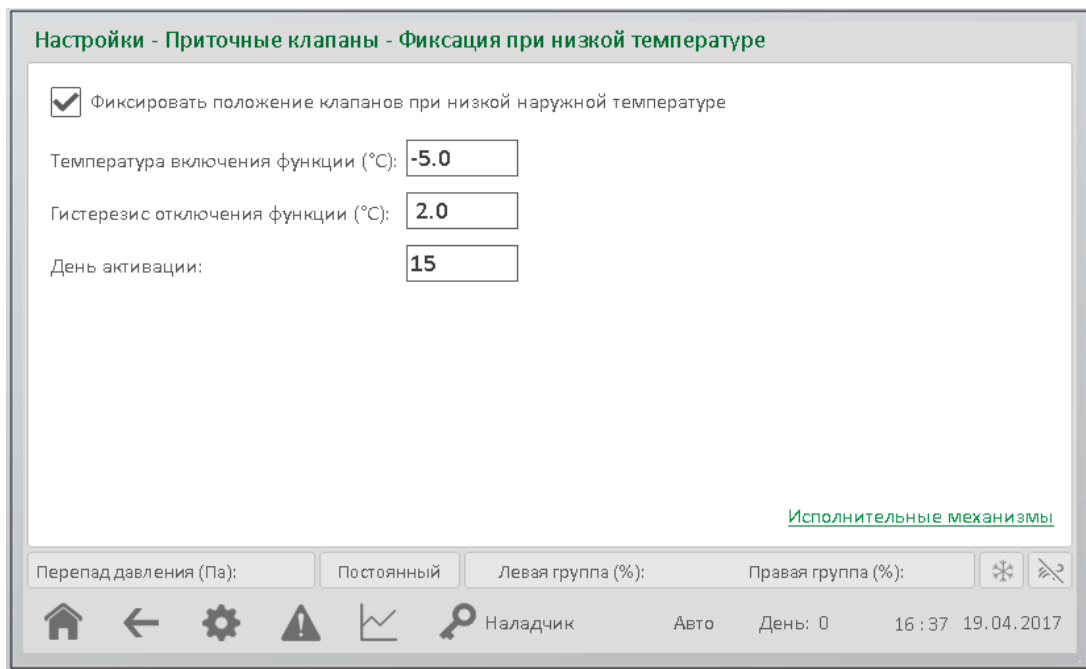 Настройки - Приточные клапаны - Фиксация при низкой температуре
Фиксировать положение клапанов при низкой наружной температуре
Температура включения функции (°C): -5.0
Гистерезис отключения функции (°C): 2.0
День активации: 15
Исполнительные механизмы
Перепад давления (Па): Постоянный Левая группа (%): Правая группа (%):
Наладчик Авто День: 0 16 : 37 19.04.2017